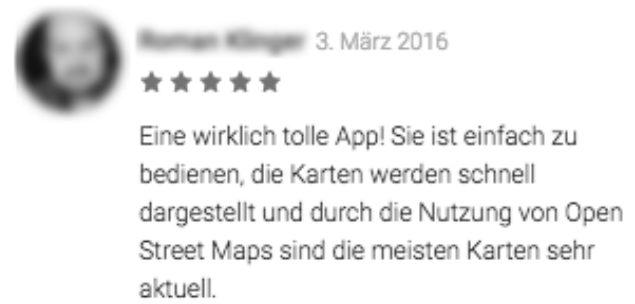 3. März 2016
Eine wirklich tolle App! Sie ist einfach zu
bedienen, die Karten werden schnell
dargestellt und durch die Nutzung von Open
Street Maps sind die meisten Karten sehr
aktuell.